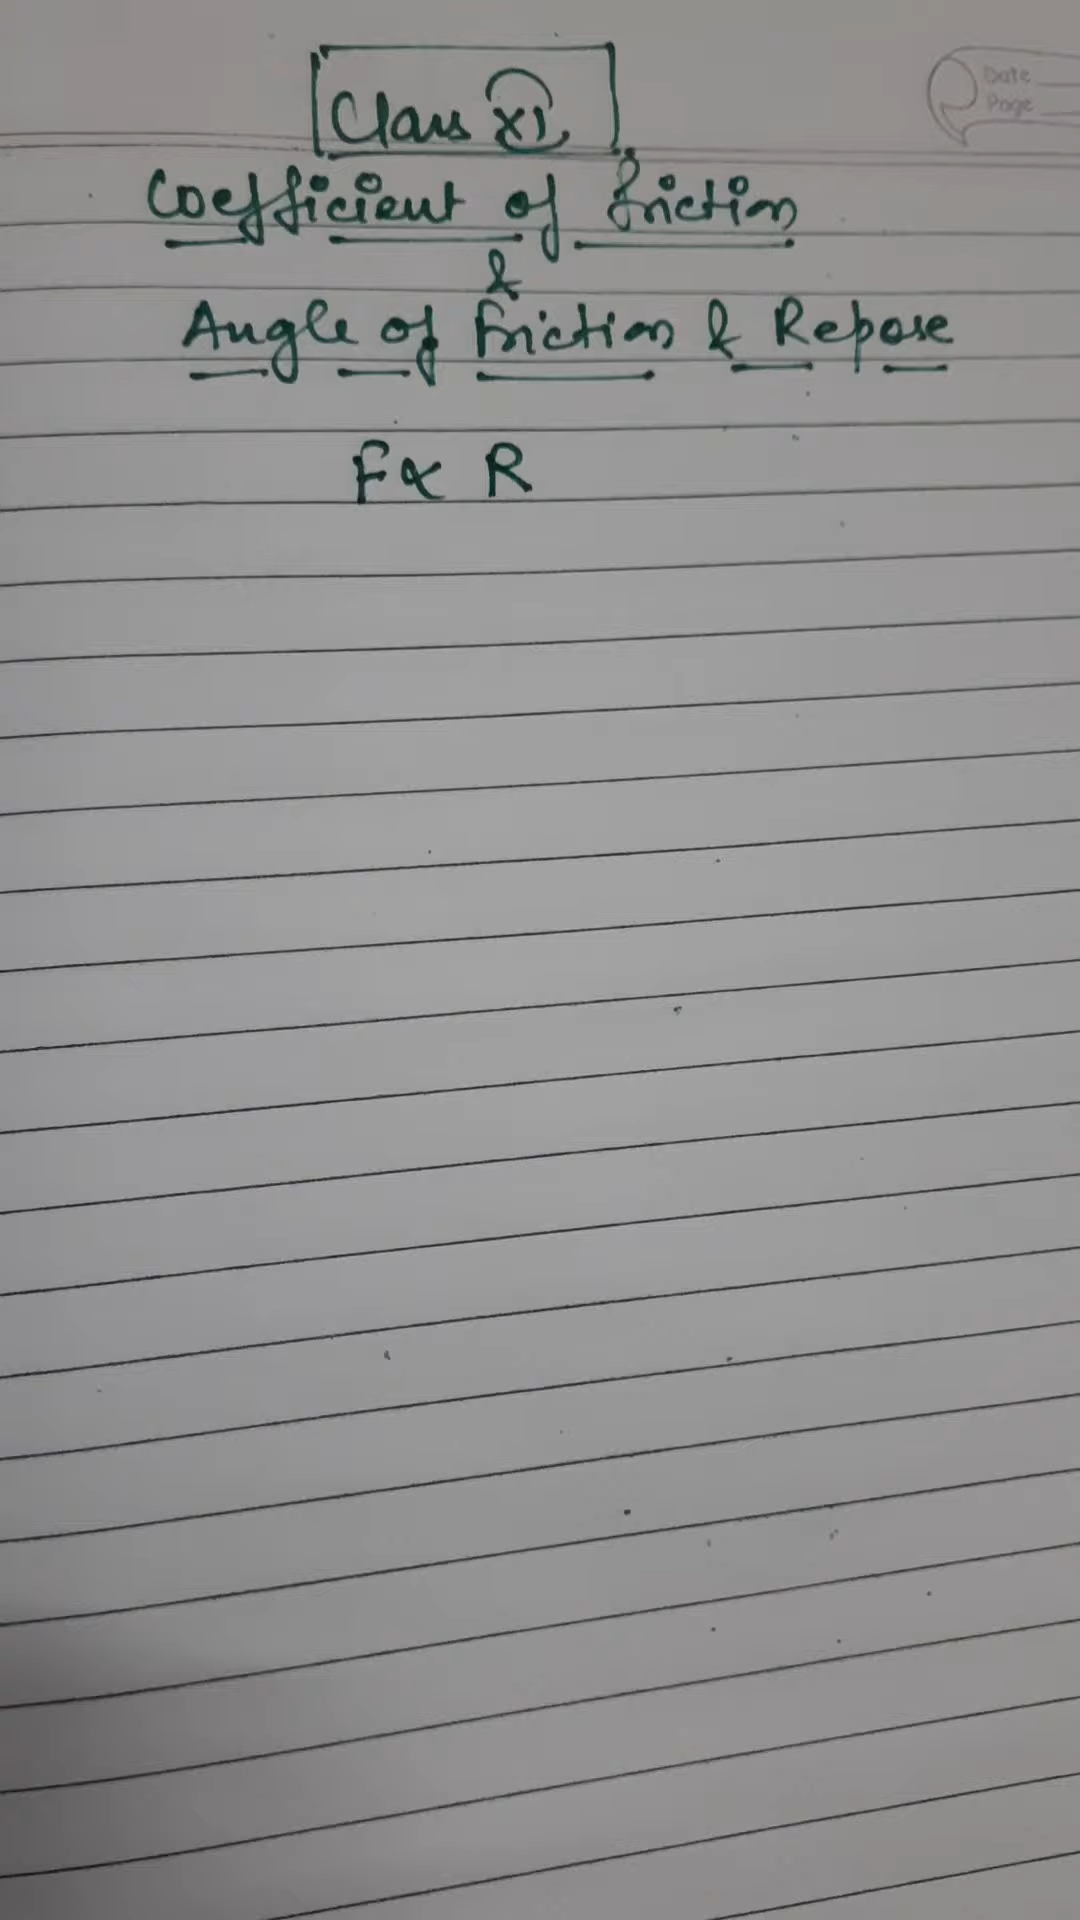 Class XI
Date
Page
Coefficient of friction
&
Angle of Friction & Repose
F ∝ R